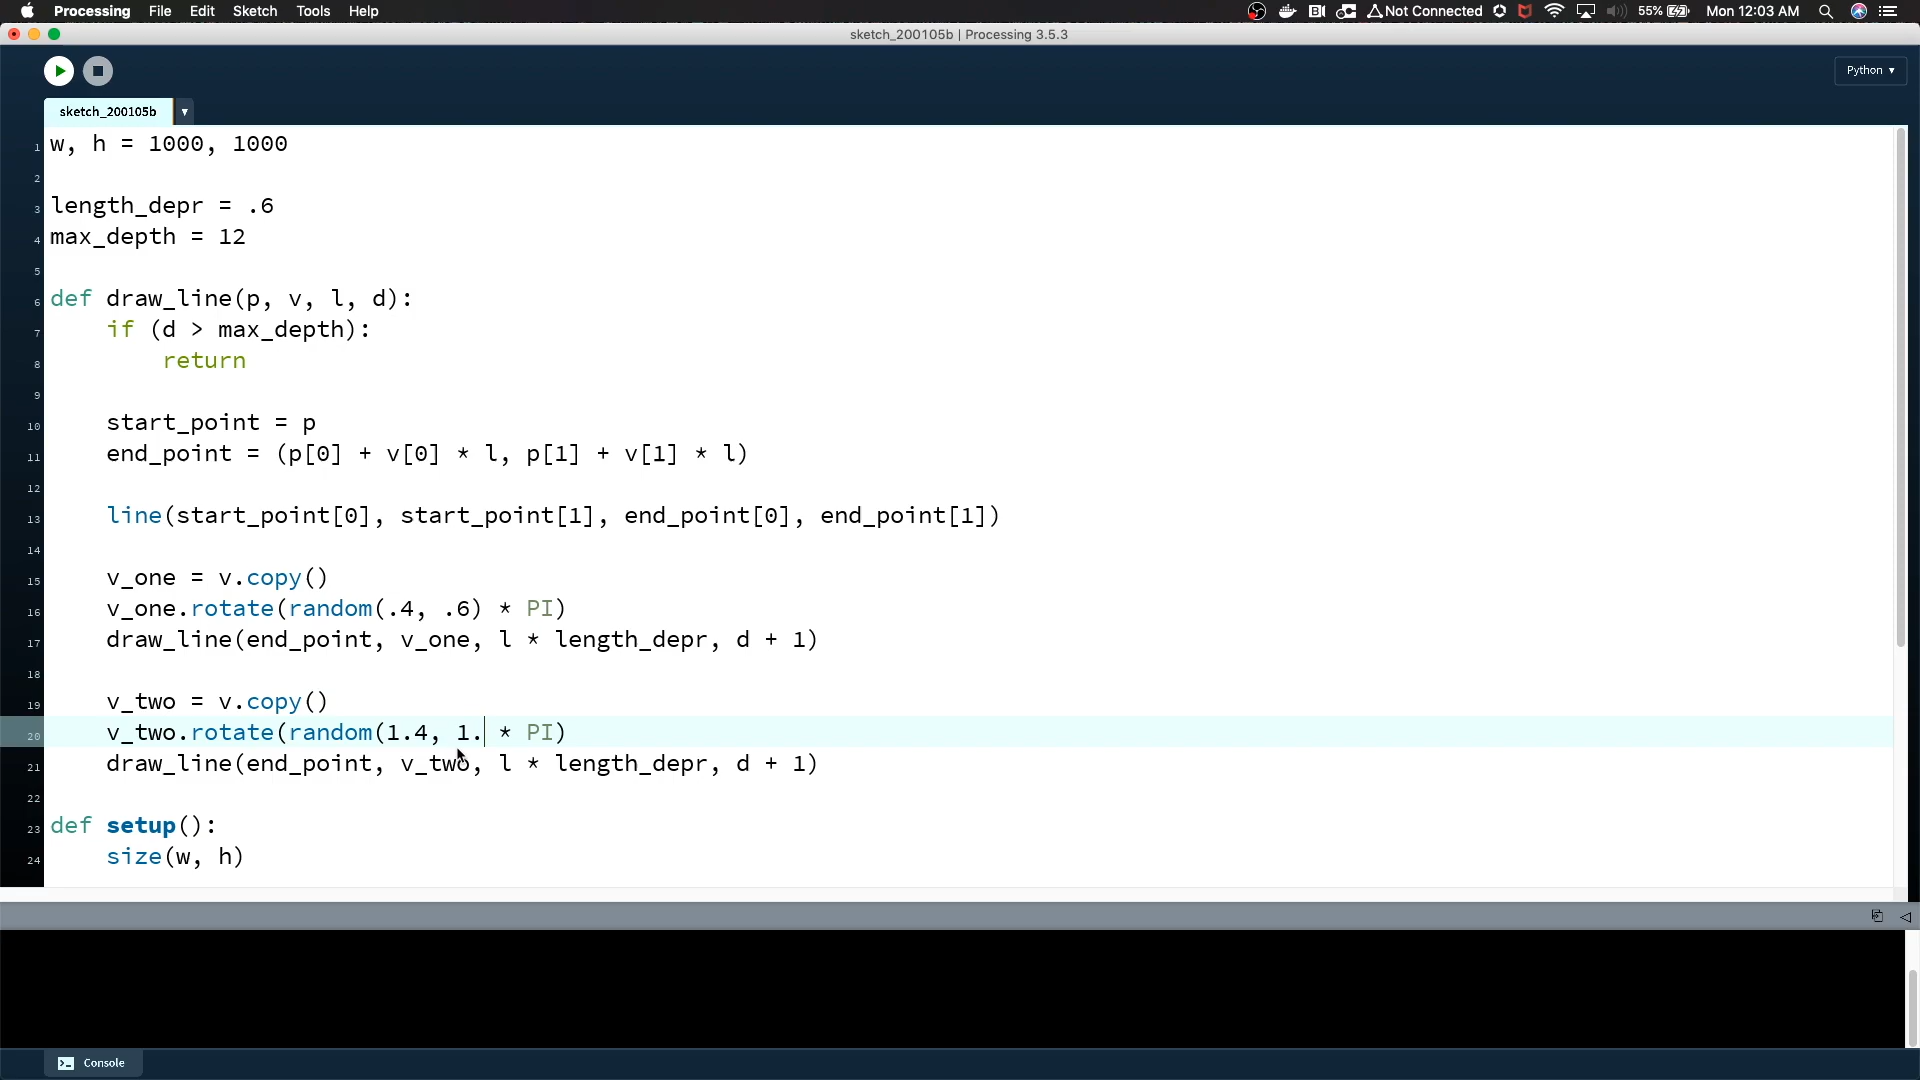 Processing File Edit Sketch Tools Help Not Connected 55% Mon 12:03 AM
sketch_200105b | Processing 3.5.3
Python ▾
sketch_200105b ▾
1 w, h = 1000, 1000
2
3 length_depr = .6
4 max_depth = 12
5
6 def draw_line(p, v, l, d):
7 if (d > max_depth):
8 return
9
10 start_point = p
11 end_point = (p[0] + v[0] * l, p[1] + v[1] * l)
12
13 line(start_point[0], start_point[1], end_point[0], end_point[1])
14
15 v_one = v.copy()
16 v_one.rotate(random(.4, .6) * PI)
17 draw_line(end_point, v_one, l * length_depr, d + 1)
18
19 v_two = v.copy()
20 v_two.rotate(random(1.4, 1. * PI)
21 draw_line(end_point, v_two, l * length_depr, d + 1)
22
23 def setup():
24 size(w, h)
Console